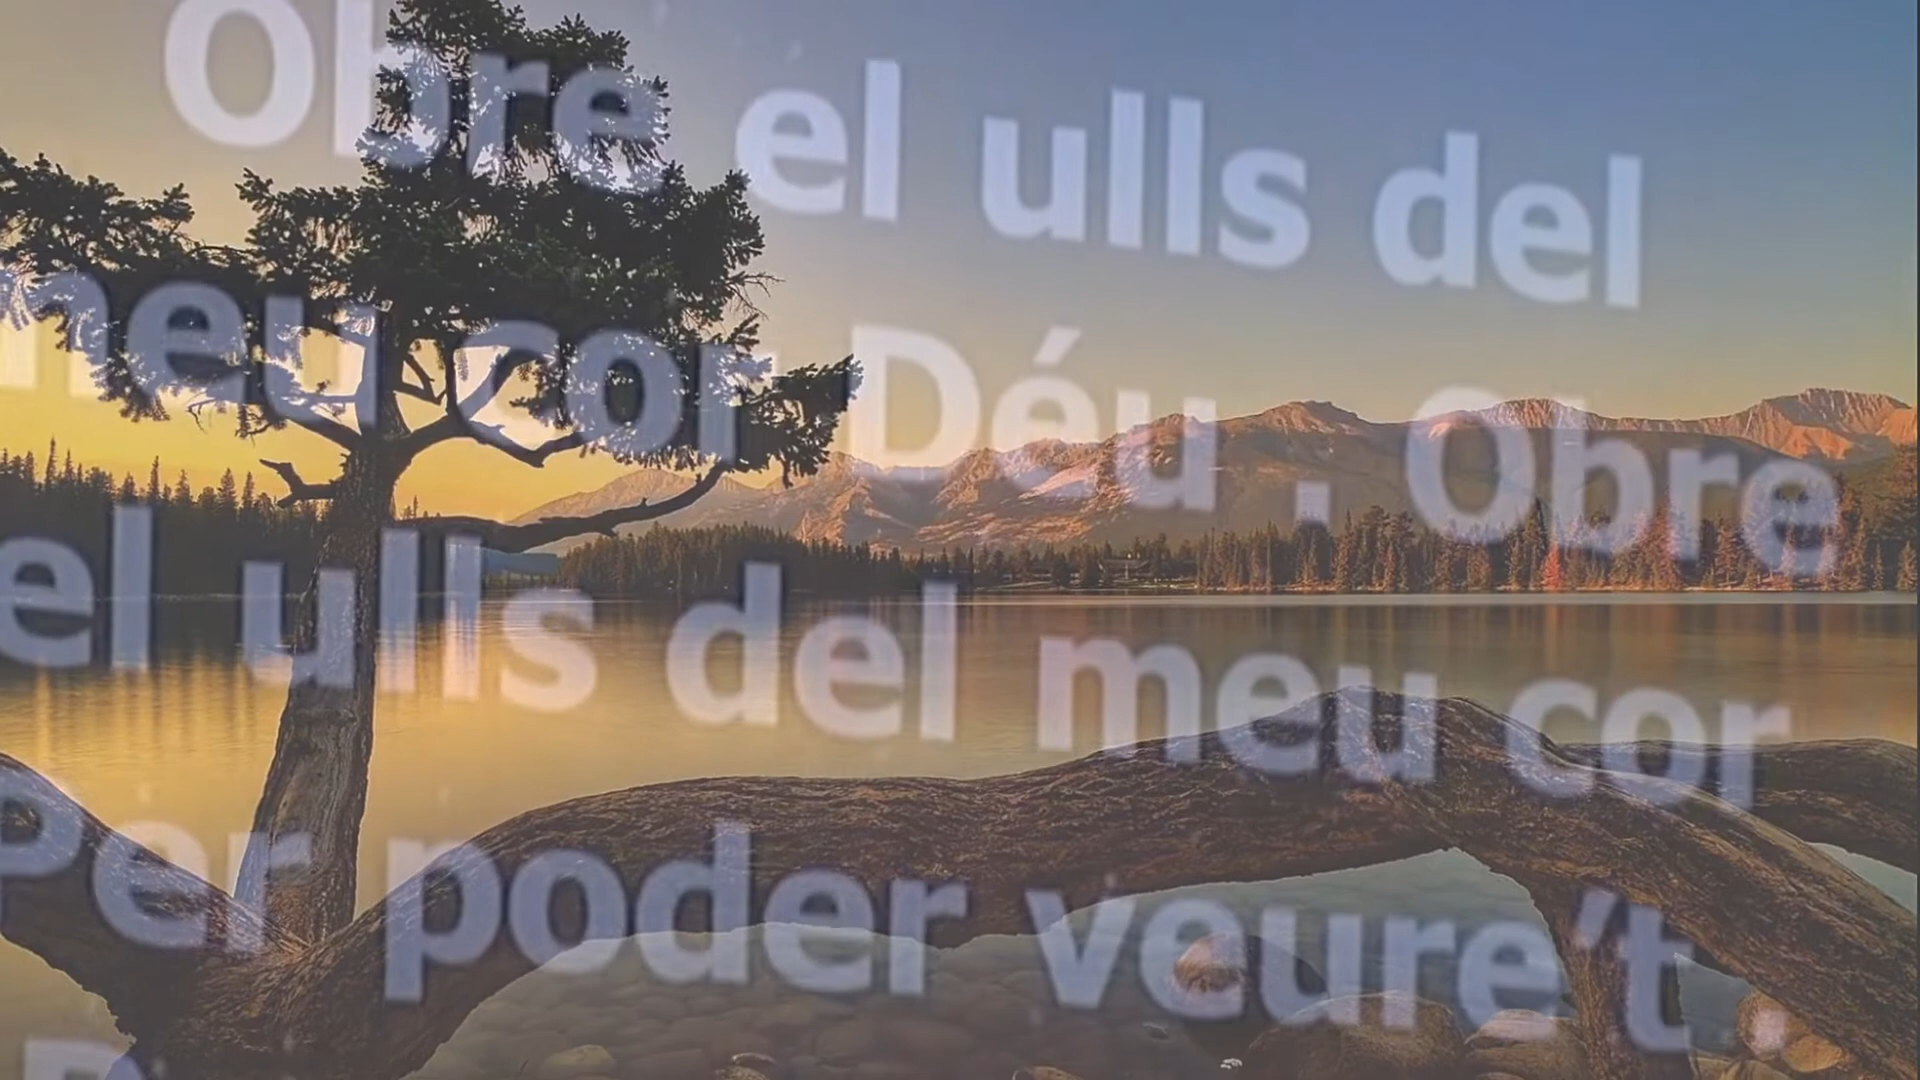 Obre el ulls del
meu cor Déu . Obre
el ulls del meu cor
Per poder veure't .